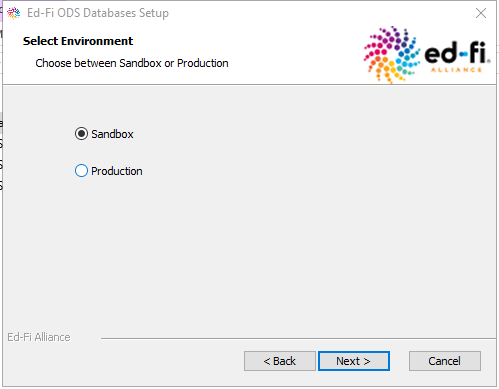 Ed-Fi ODS Databases Setup
Select Environment
Choose between Sandbox or Production
ed-fi
ALLIANCE
Sandbox
Production
Ed-Fi Alliance
< Back
Next >
Cancel